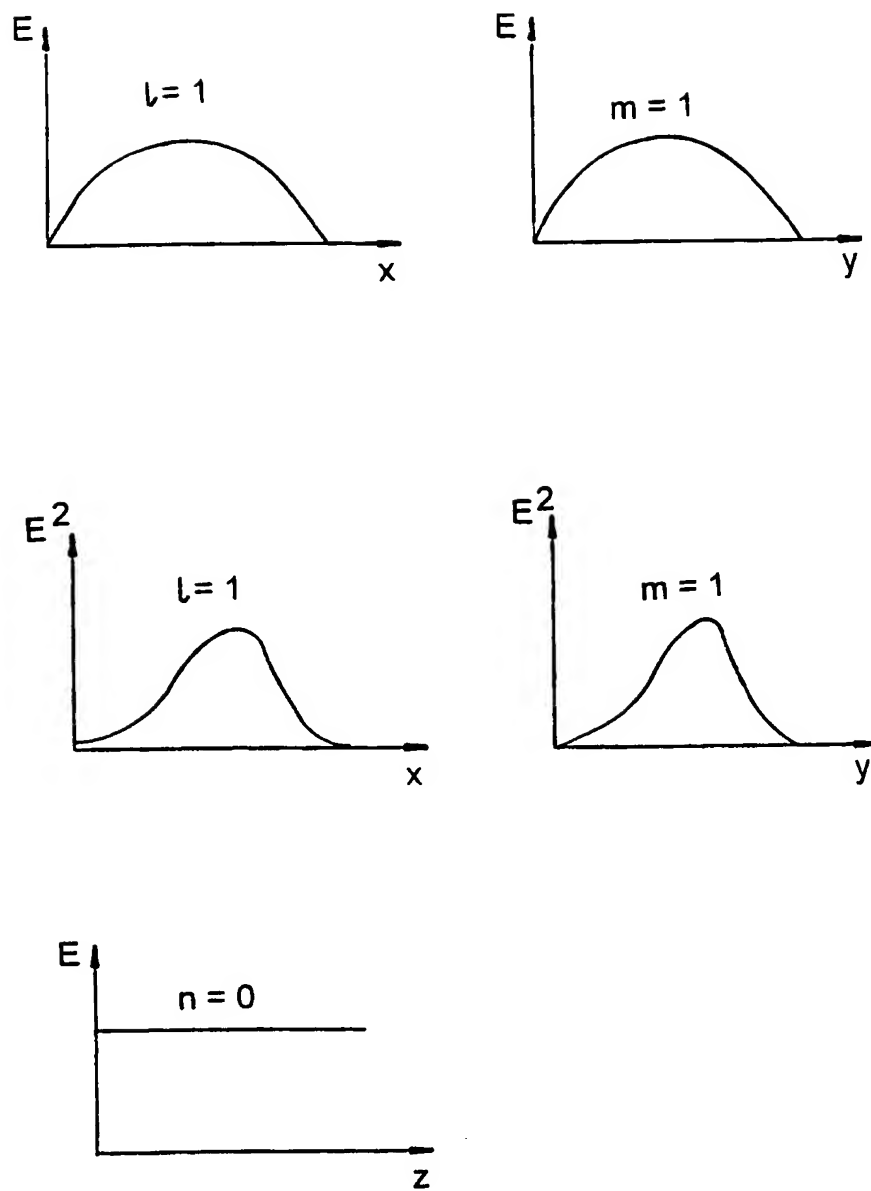 E
l = 1
x
E
m = 1
y
E²
l = 1
x
E²
m = 1
y
E
n = 0
z